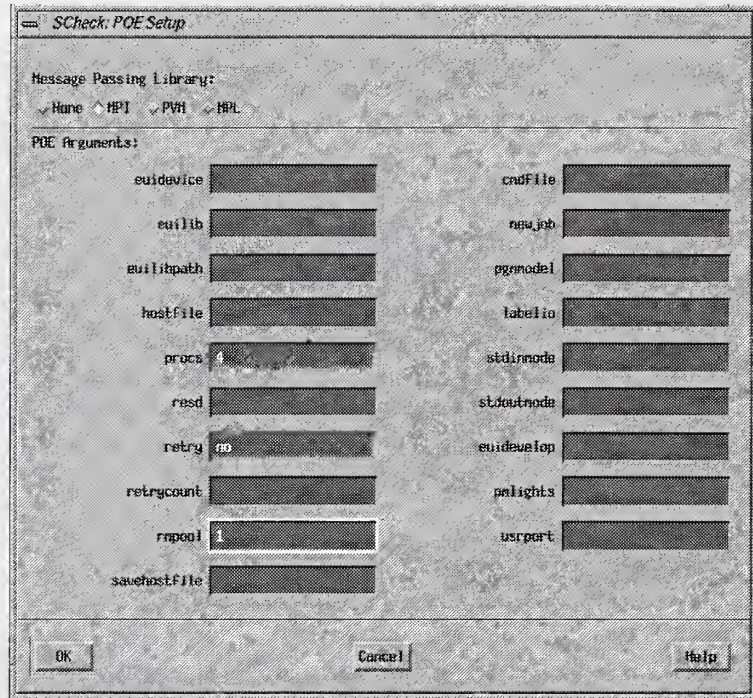 SCheck: POE Setup
Message Passing Library:
None MPI PVM MPL
POE Arguments:
euidevice
cmdfile
euilib
newjob
euilibpath
pgmmodel
hostfile
labelio
procs 4
stdinmode
resd
stdoutmode
retry no
euidevelop
retrycount
pmlights
rmpool 1
usrport
savehostfile
OK Cancel Help